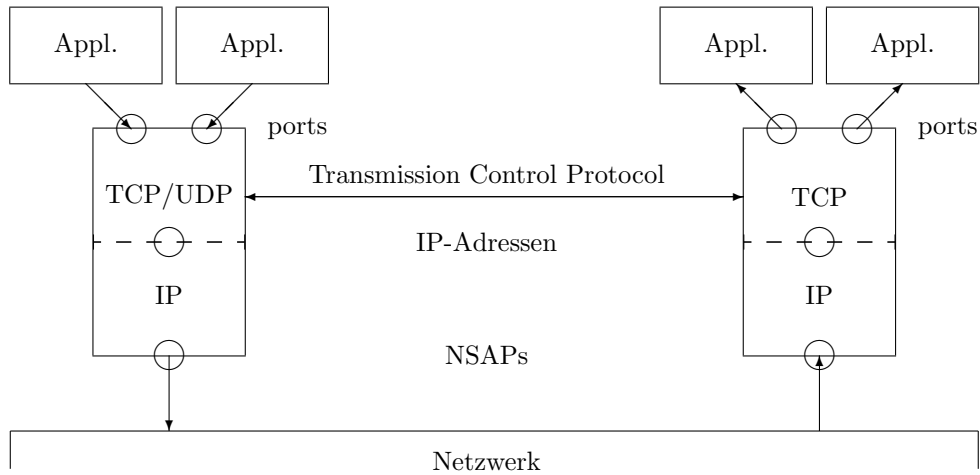 Appl. Appl. Appl. Appl.
ports ports
Transmission Control Protocol
TCP/UDP TCP
IP-Adressen
IP IP
NSAPs
Netzwerk